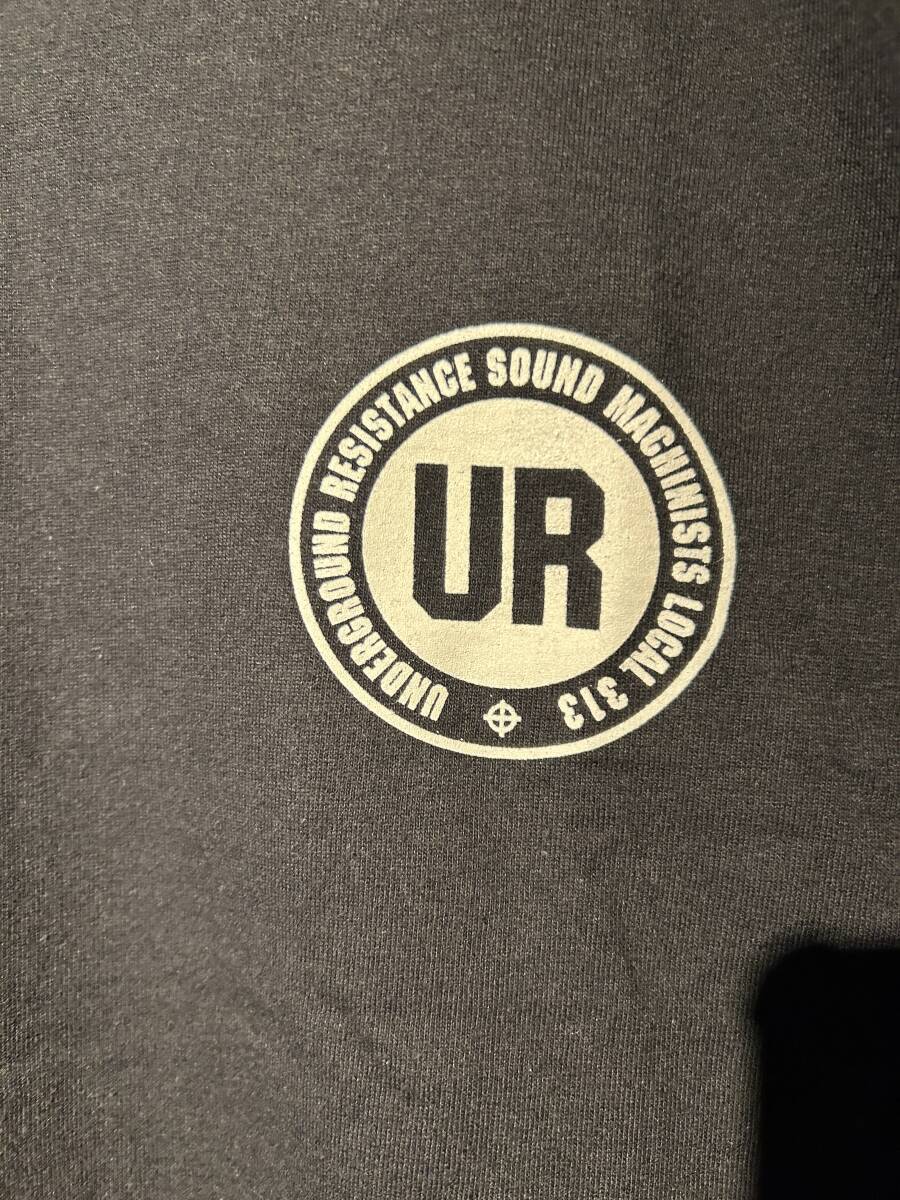 UNDERGROUND RESISTANCE SOUND MACHINISTS LOCAL 313
UR